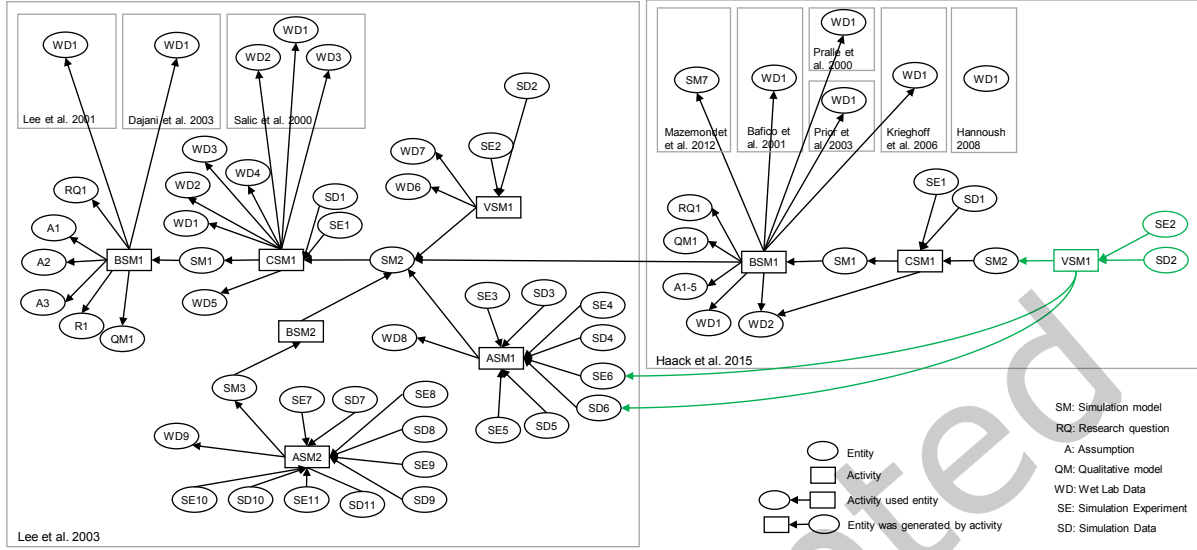 WD1
Lee et al. 2001
WD1
Dajani et al. 2003
WD2
WD1
WD3
Salic et al. 2000
SD2
SE2
WD7
WD6
VSM1
WD3
WD4
WD2
WD1
SD1
SE1
RQ1
A1
A2
A3
R1
QM1
BSM1
SM1
CSM1
WD5
SM2
BSM2
SM3
SE3
SD3
SE4
SD4
SE6
SD6
WD8
ASM1
SE5
SD5
SE7
SD7
SE8
SD8
SE9
SD9
WD9
ASM2
SE10
SD10
SE11
SD11
Lee et al. 2003
SM7
Mazemondet
et al. 2012
WD1
Bafico et al.
2001
WD1
Pralle et
al. 2000
WD1
Prior et al.
2003
WD1
Krieghoff et
al. 2006
WD1
Hannoush
2008
RQ1
QM1
A1-5
WD1
WD2
BSM1
SM1
SE1
SD1
CSM1
SM2
VSM1
SE2
SD2
Haack et al. 2015
Entity
Activity
Activity used entity
Entity was generated by activity
SM: Simulation model
RQ: Research question
A: Assumption
QM: Qualitative model
WD: Wet Lab Data
SE: Simulation Experiment
SD: Simulation Data